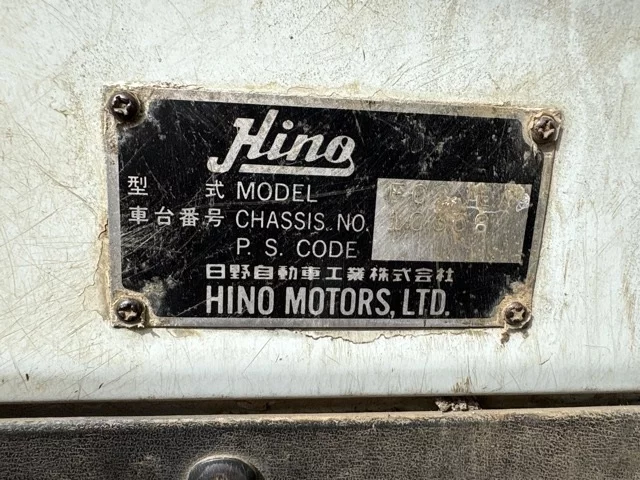 Hino
型 式 MODEL
車台番号 CHASSIS NO.
P. S. CODE
日野自動車工業株式会社
HINO MOTORS, LTD.